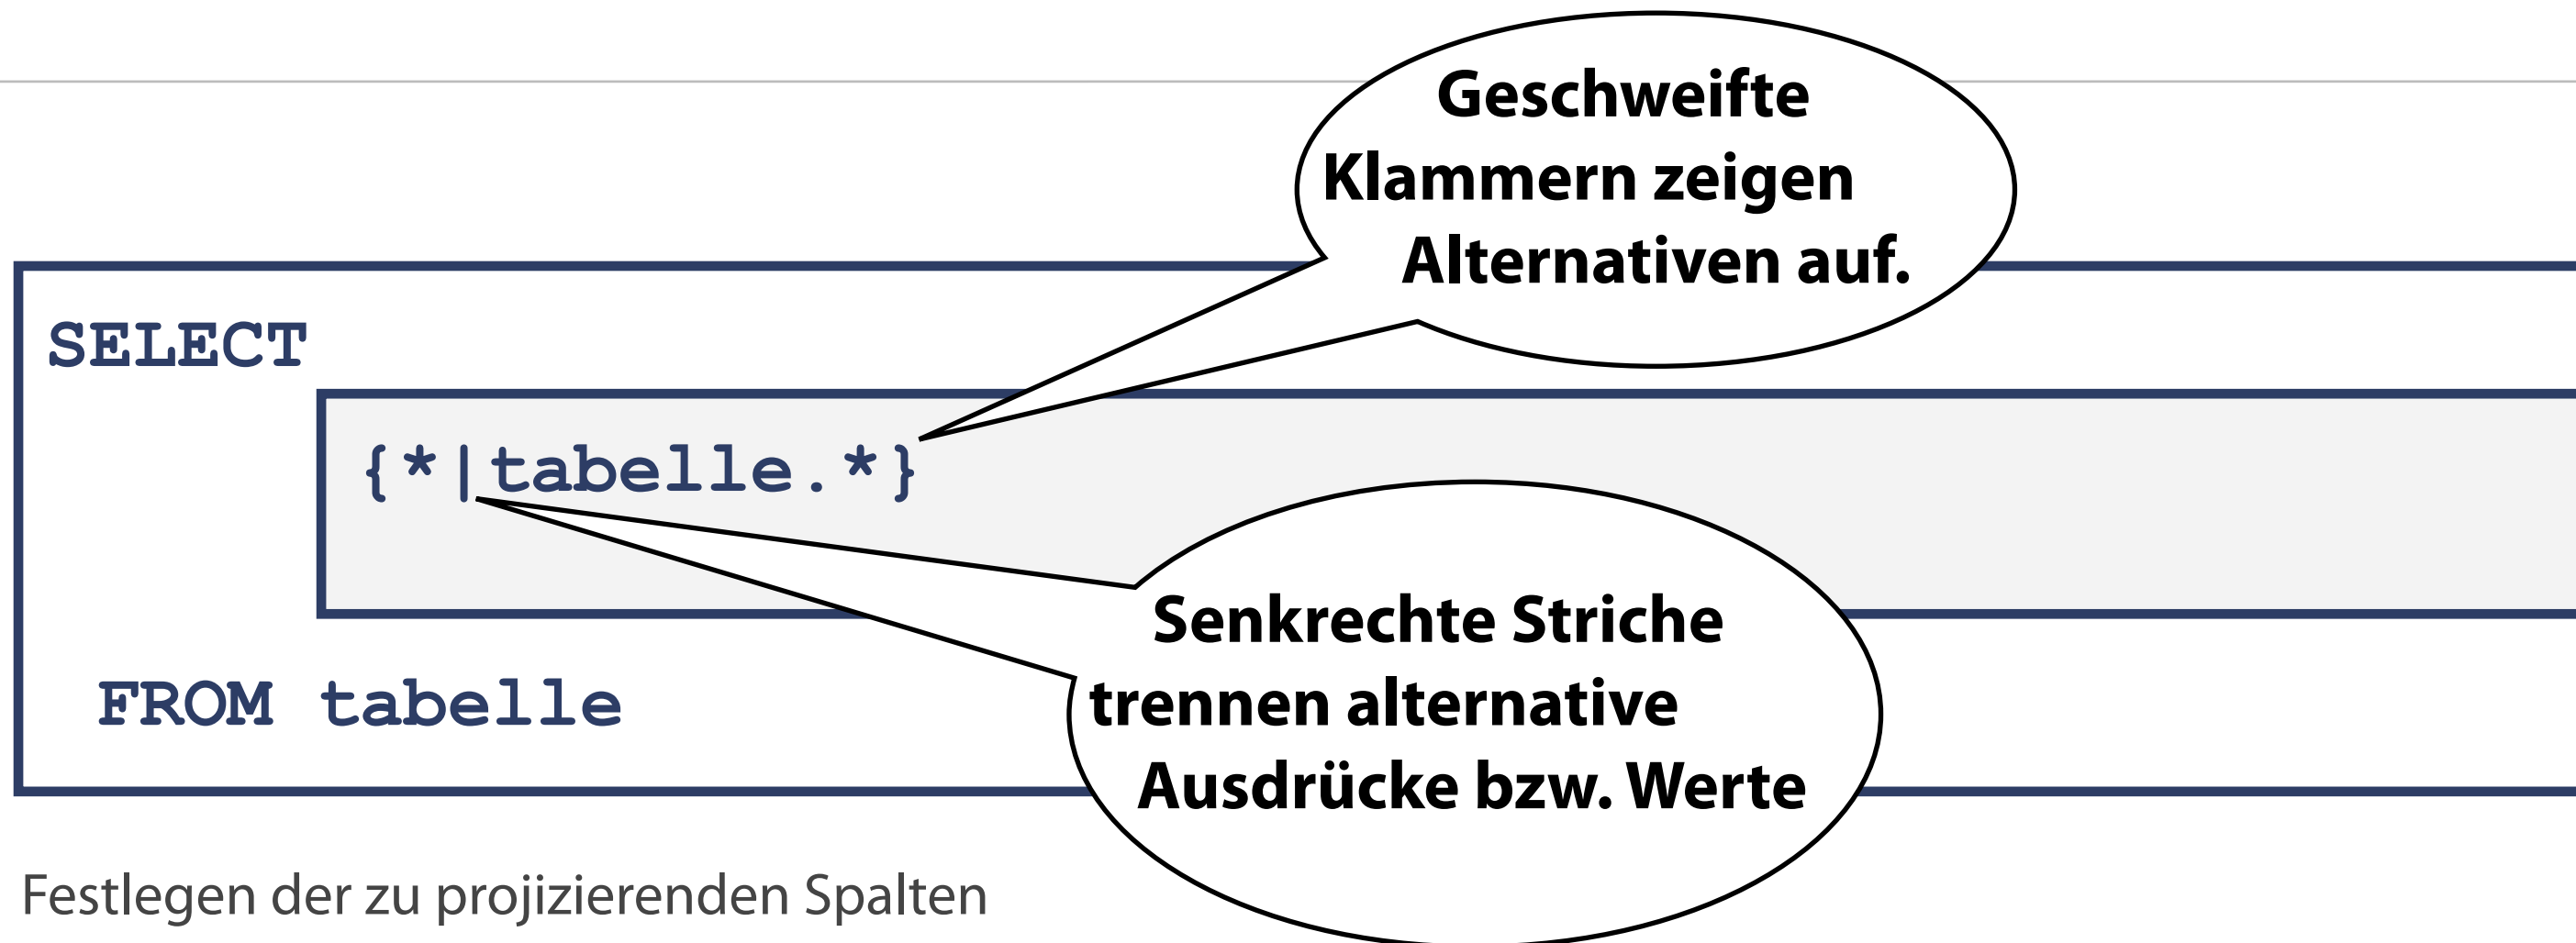 Geschweifte
Klammern zeigen
Alternativen auf.
SELECT
{*|tabelle.*}
Senkrechte Striche
trennen alternative
Ausdrücke bzw. Werte
FROM tabelle
Festlegen der zu projizierenden Spalten